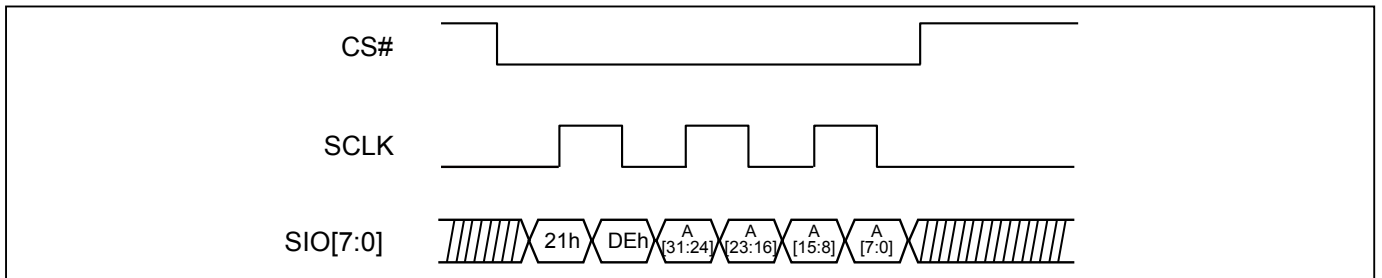 CS#
SCLK
SIO[7:0]
21h
DEh
A
[31:24]
A
[23:16]
A
[15:8]
A
[7:0]